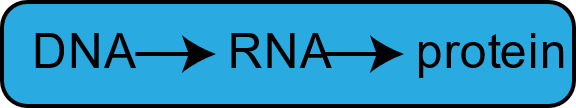 DNA → RNA → protein